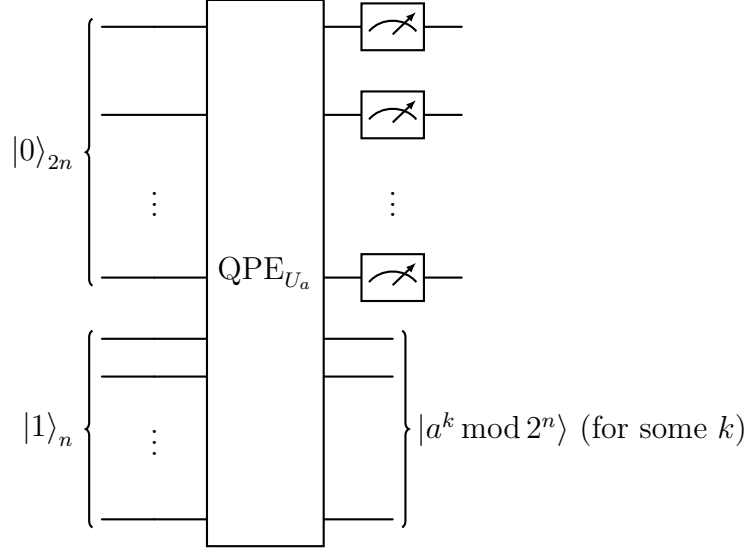 |0⟩_{2n}
⋮
⋮
QPE_{U_a}
|1⟩_n
⋮
|a^k mod 2^n⟩ (for some k)